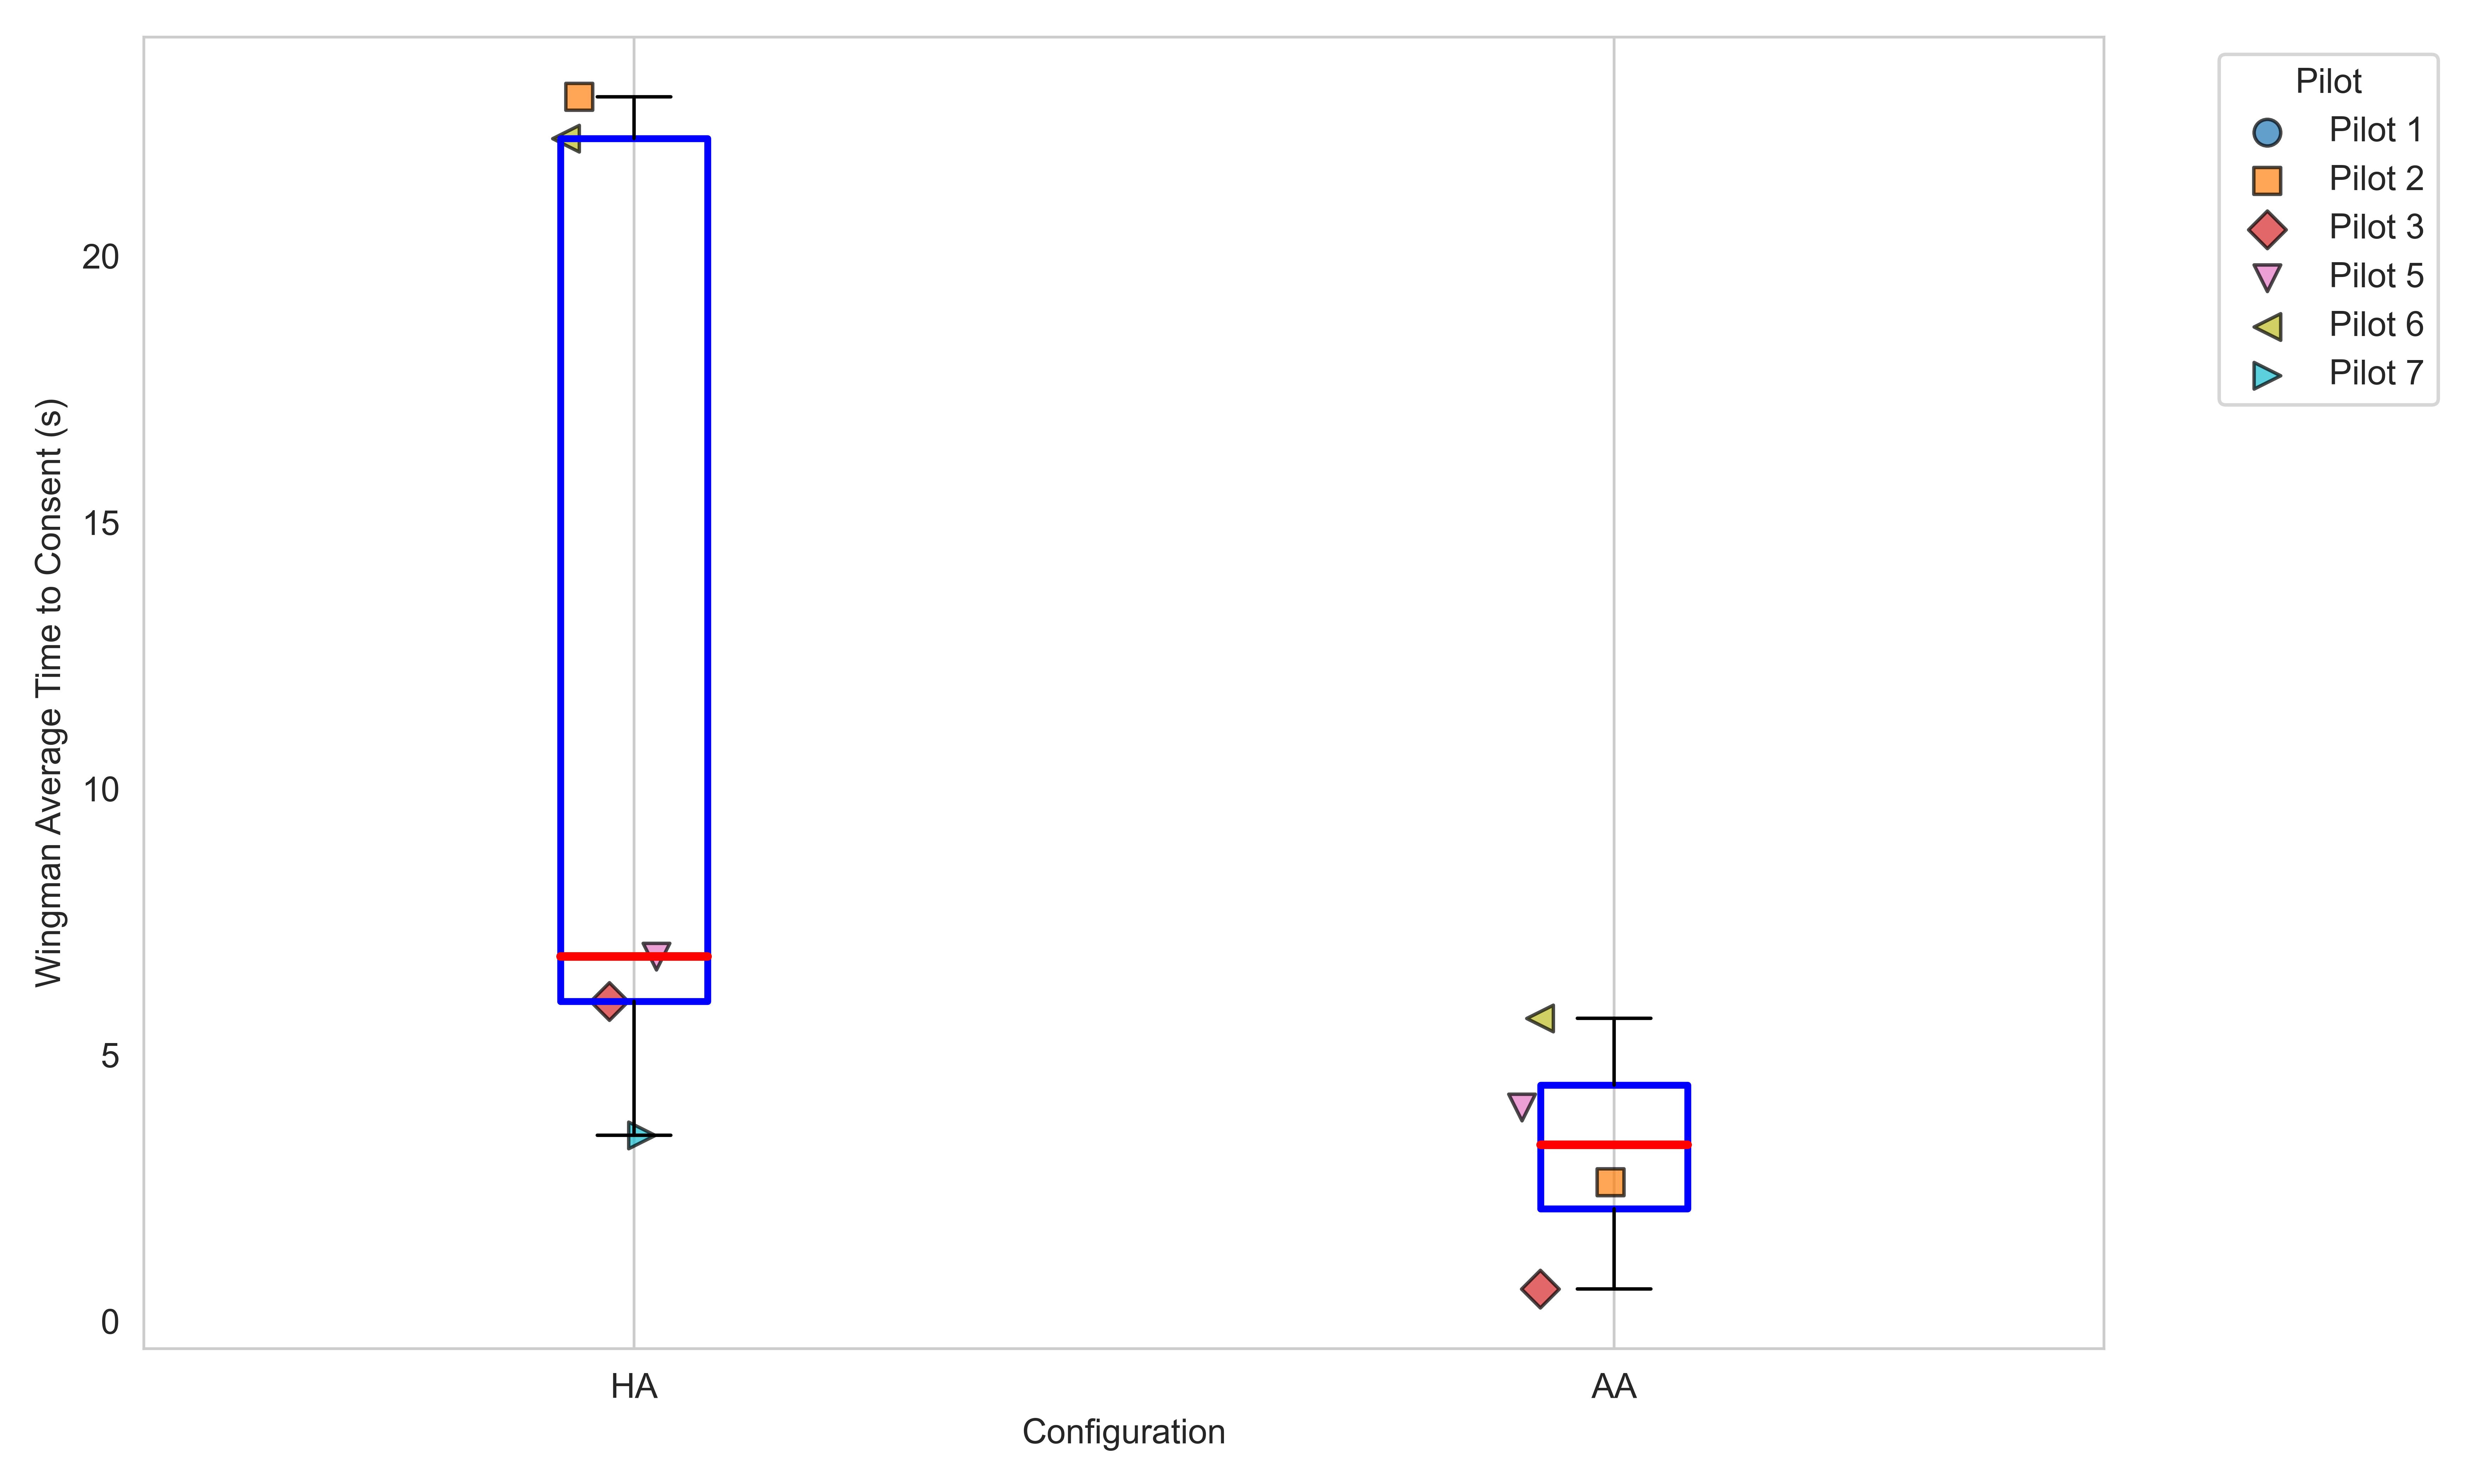 Pilot
Pilot 1
Pilot 2
Pilot 3
Pilot 5
Pilot 6
Pilot 7
Wingman Average Time to Consent (s)
20
15
10
5
0
HA
AA
Configuration